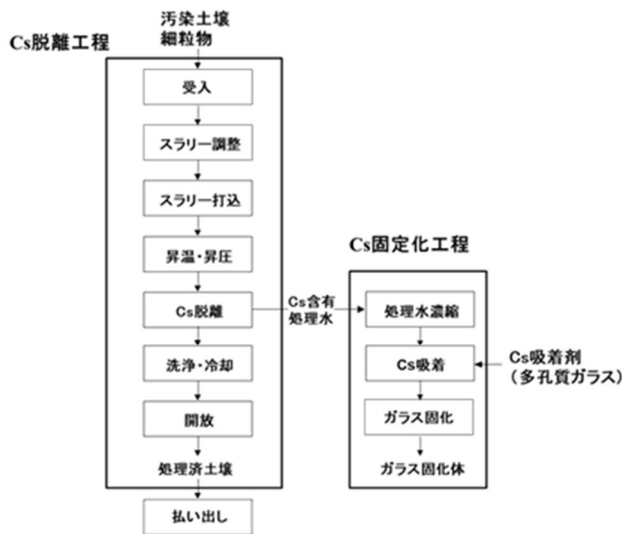 汚染土壌
細粒物
Cs脱離工程
受入
スラリー調整
スラリー打込
昇温・昇圧
Cs脱離
洗浄・冷却
開放
処理済土壌
払い出し
Cs含有
処理水
Cs固定化工程
処理水濃縮
Cs吸着
Cs吸着剤
(多孔質ガラス)
ガラス固化
ガラス固化体